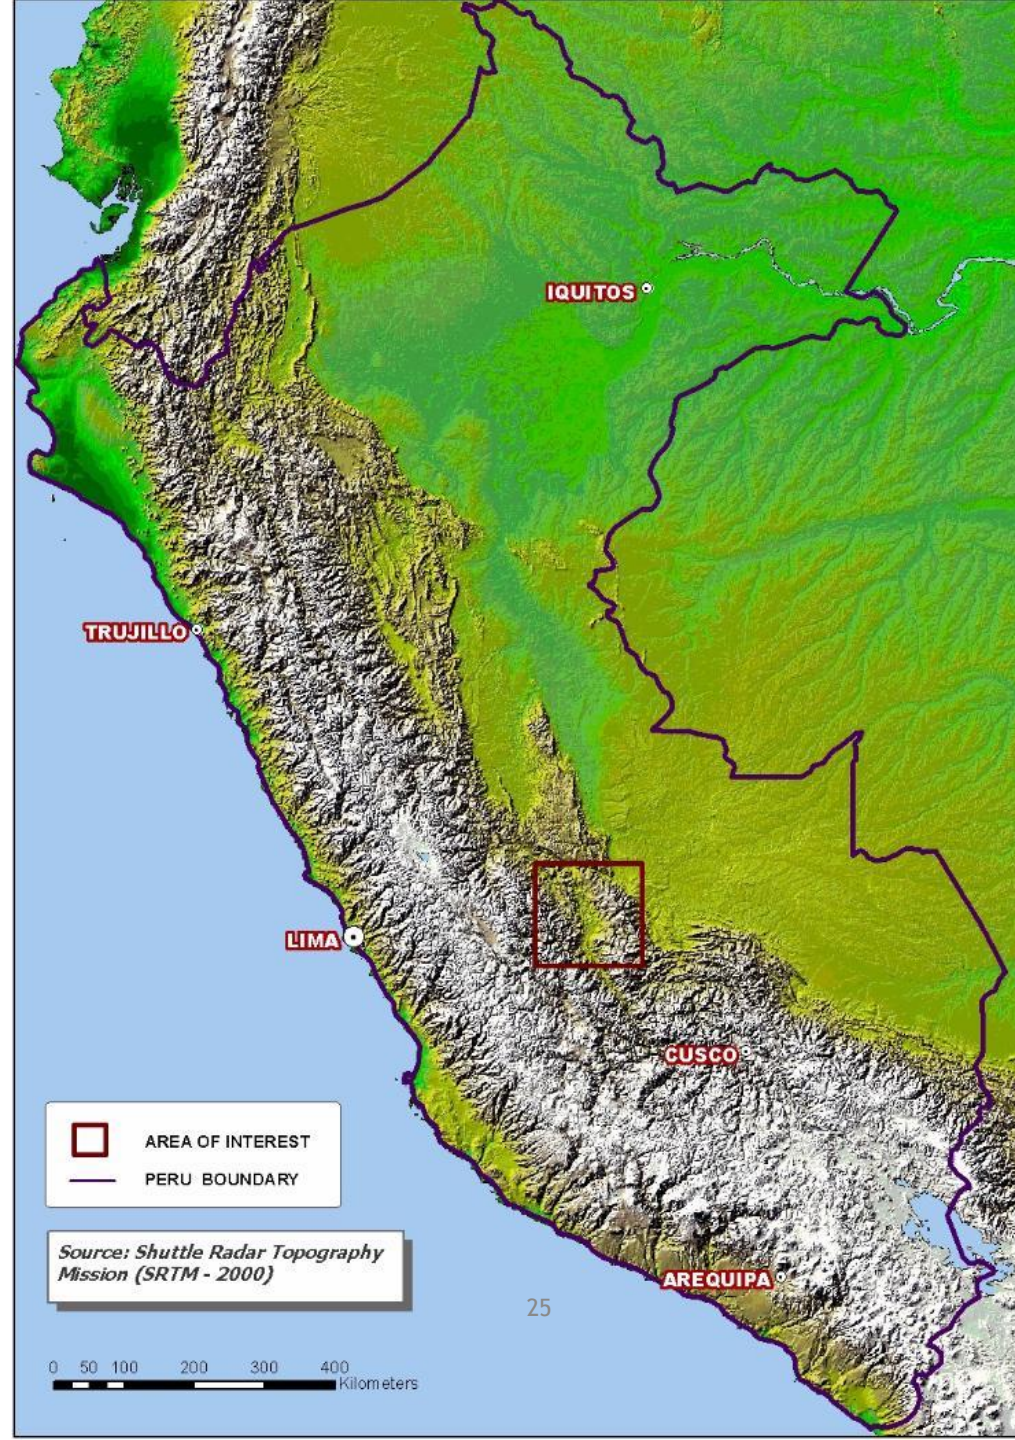 IQUITOS
TRUJILLO
LIMA
CUSCO
AREA OF INTEREST
PERU BOUNDARY
Source: Shuttle Radar Topography
Mission (SRTM - 2000)
AREQUIPA
25
0 50 100 200 300 400
Kilometers